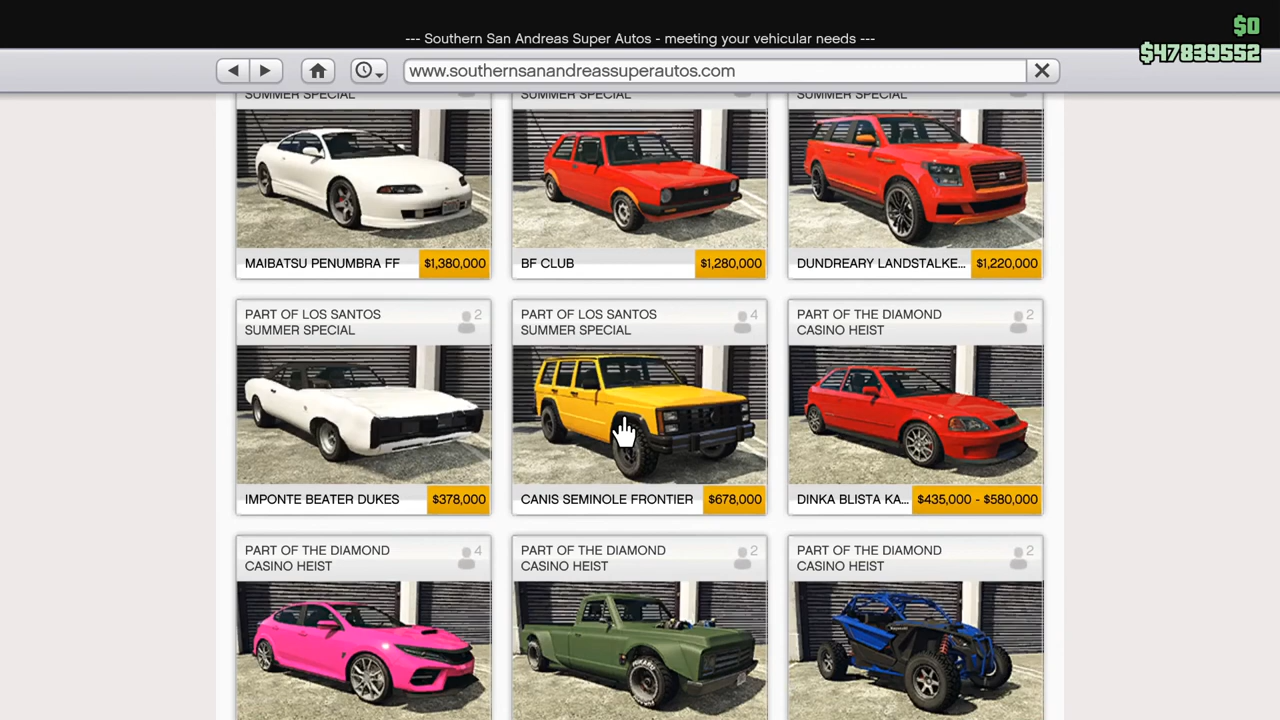 --- Southern San Andreas Super Autos - meeting your vehicular needs ---
$0
$47839552
www.southernsanandreassuperautos.com
SUMMER SPECIAL
SUMMER SPECIAL
SUMMER SPECIAL
MAIBATSU PENUMBRA FF $1,380,000
BF CLUB $1,280,000
DUNDREARY LANDSTALKE... $1,220,000
PART OF LOS SANTOS
SUMMER SPECIAL
2
PART OF LOS SANTOS
SUMMER SPECIAL
4
PART OF THE DIAMOND
CASINO HEIST
2
IMPONTE BEATER DUKES $378,000
CANIS SEMINOLE FRONTIER $678,000
DINKA BLISTA KA... $435,000 - $580,000
PART OF THE DIAMOND
CASINO HEIST
4
PART OF THE DIAMOND
CASINO HEIST
2
PART OF THE DIAMOND
CASINO HEIST
2